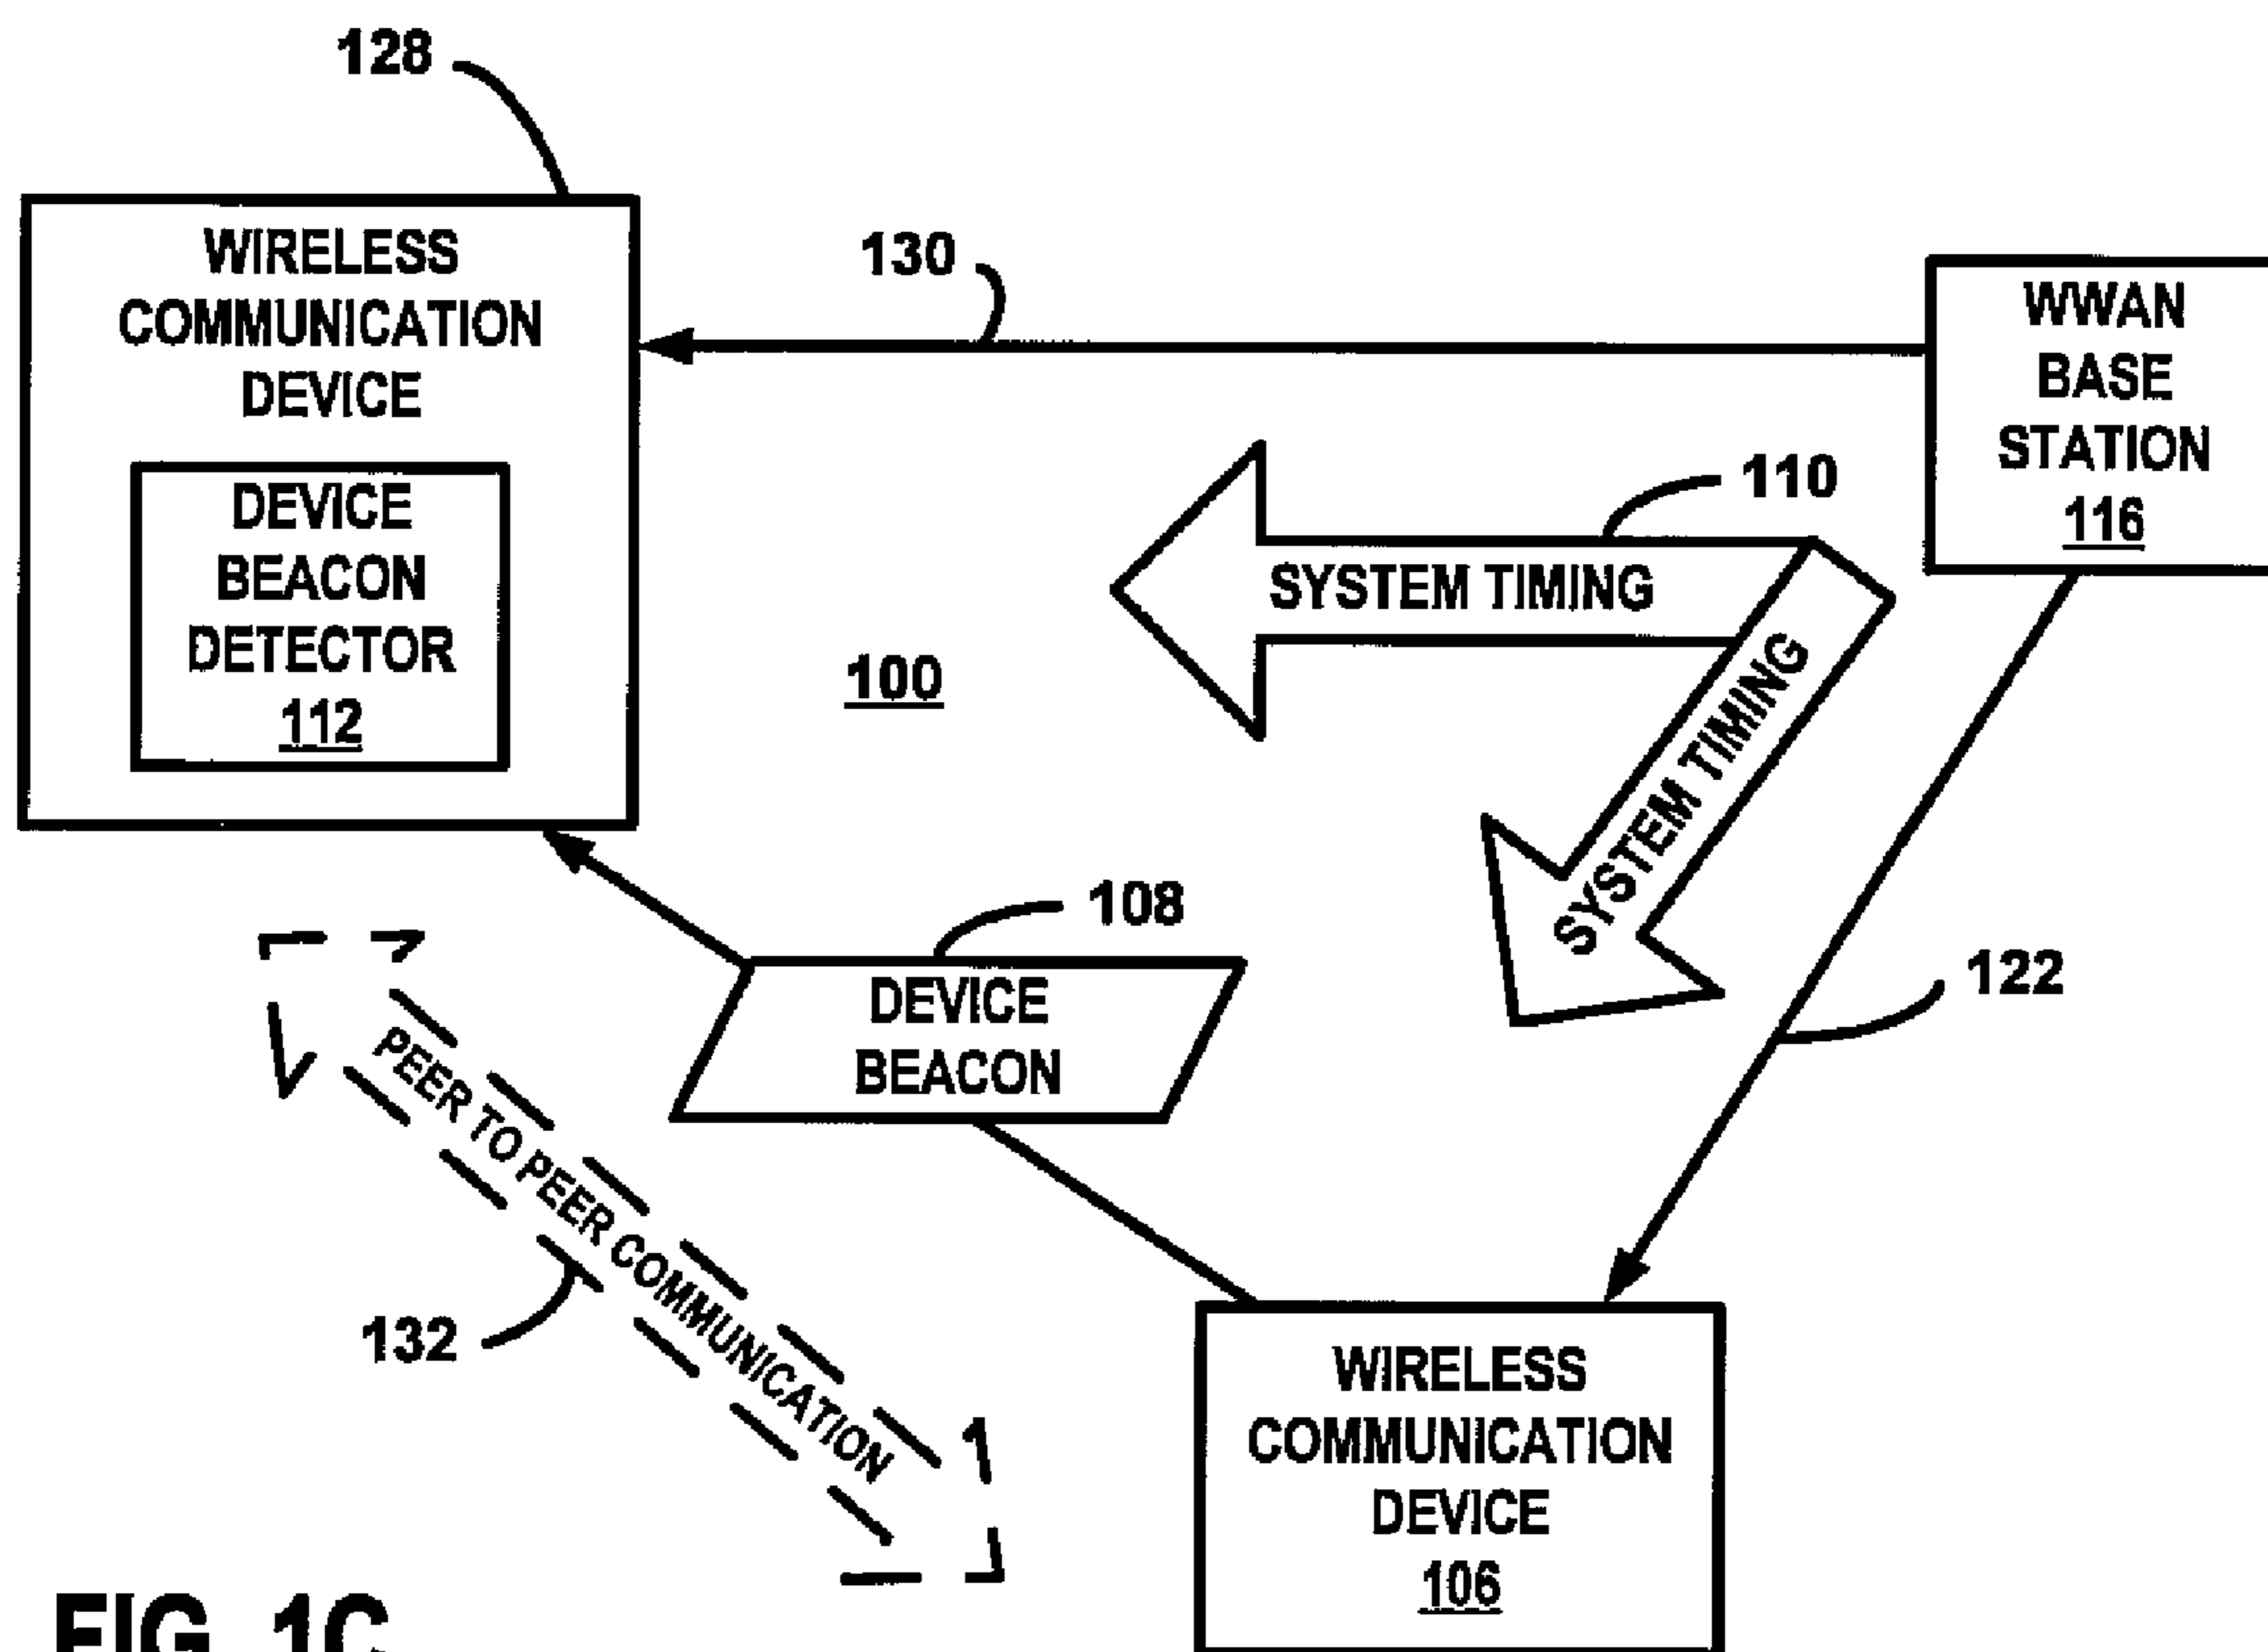 128
WIRELESS
COMMUNICATION
DEVICE
DEVICE
BEACON
DETECTOR
112
130
WWAN
BASE
STATION
116
110
SYSTEM TIMING
SYSTEM TIMING
100
108
DEVICE
BEACON
122
PEER TO PEER COMMUNICATION
132
WIRELESS
COMMUNICATION
DEVICE
106
FIG. 1C